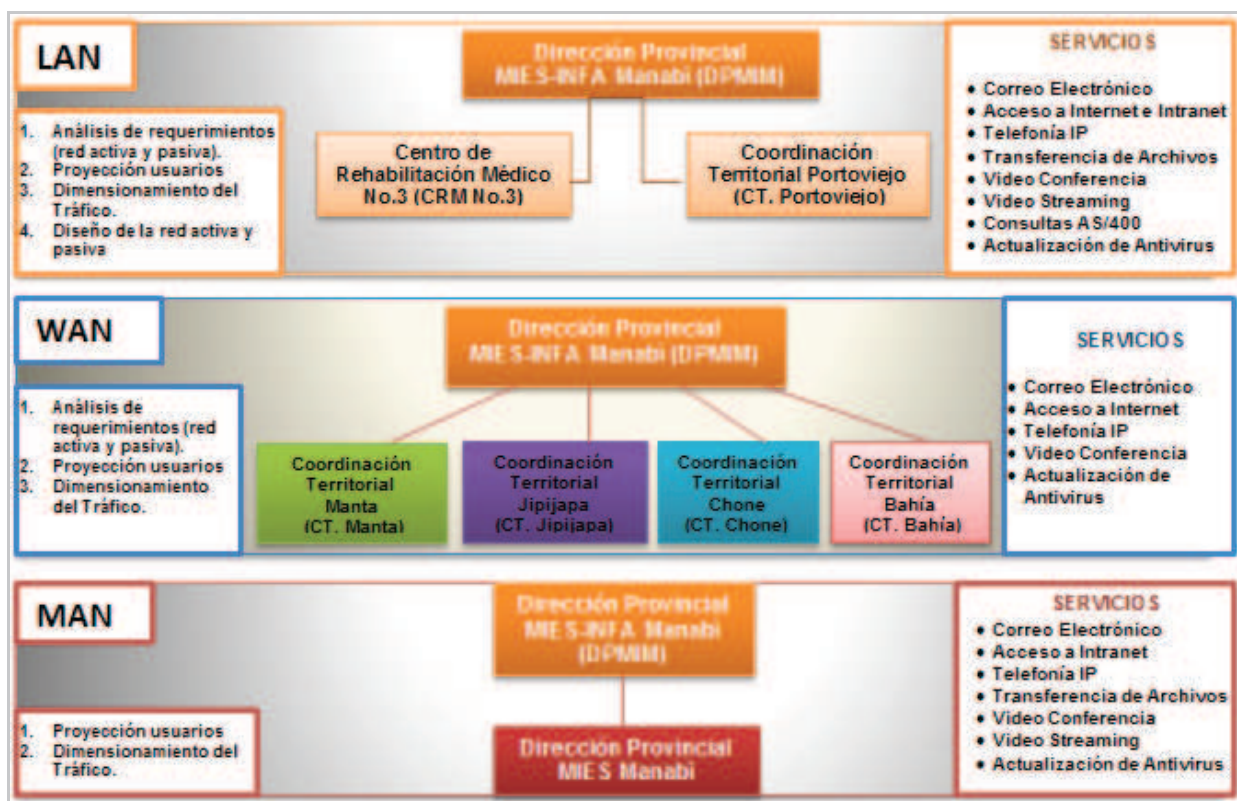 LAN
1. Análisis de requerimientos
(red activa y pasiva).
2. Proyección usuarios
3. Dimensionamiento del
Tráfico.
4. Diseño de la red activa y
pasiva
Dirección Provincial
MIES-INFA Manabí (DPMIM)
Centro de
Rehabilitación Médico
No.3 (CRM No.3)
Coordinación
Territorial Portoviejo
(CT. Portoviejo)
SERVICIOS
• Correo Electrónico
• Acceso a Internet e Intranet
• Telefonía IP
• Transferencia de Archivos
• Video Conferencia
• Video Streaming
• Consultas AS/400
• Actualización de Antivirus
WAN
1. Análisis de
requerimientos (red
activa y pasiva).
2. Proyección usuarios
3. Dimensionamiento
del Tráfico.
Dirección Provincial
MIES-INFA Manabí (DPMIM)
Coordinación
Territorial
Manta
(CT. Manta)
Coordinación
Territorial
Jipijapa
(CT. Jipijapa)
Coordinación
Territorial
Chone
(CT. Chone)
Coordinación
Territorial
Bahía
(CT. Bahía)
SERVICIOS
• Correo Electrónico
• Acceso a Internet
• Telefonía IP
• Video Conferencia
• Actualización de
Antivirus
MAN
1. Proyección usuarios
2. Dimensionamiento del
Tráfico.
Dirección Provincial
MIES-INFA Manabí
(DPMIM)
Dirección Provincial
MIES Manabí
SERVICIOS
• Correo Electrónico
• Acceso a Intranet
• Telefonía IP
• Transferencia de Archivos
• Video Conferencia
• Video Streaming
• Actualización de Antivirus